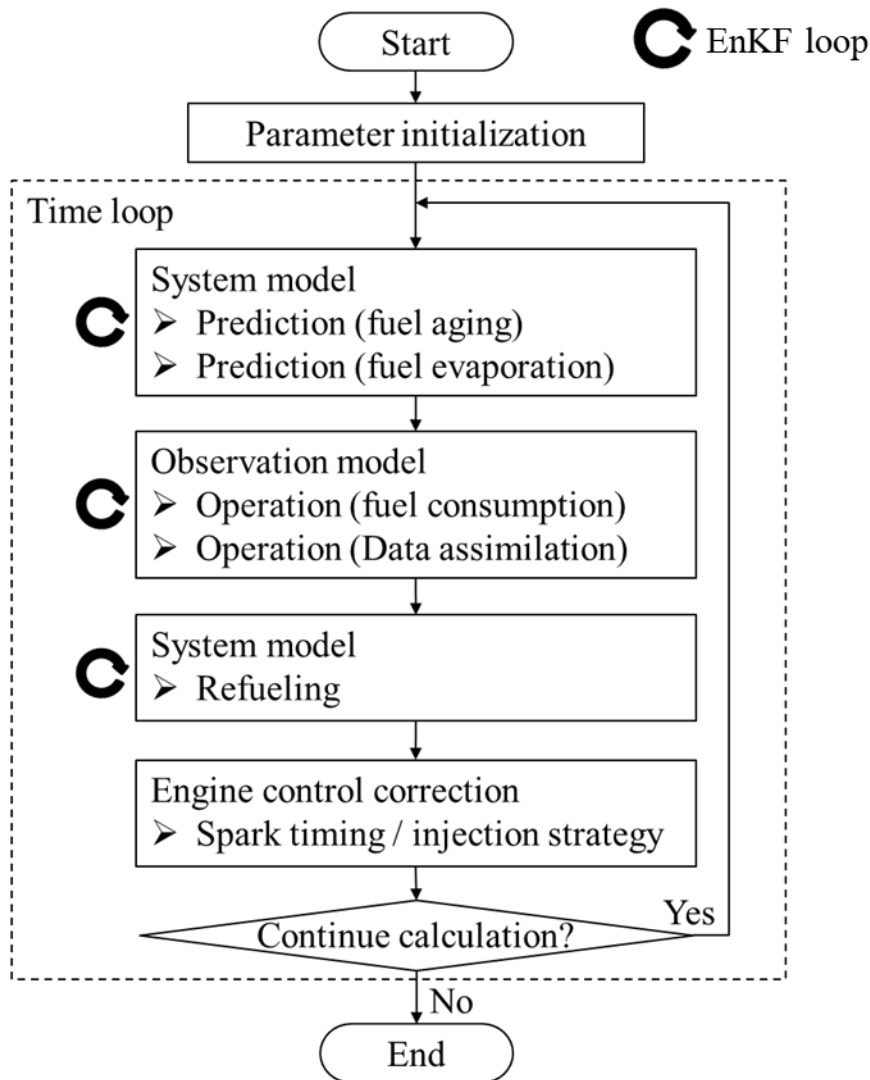 Start
EnKF loop
Parameter initialization
Time loop
System model
➢ Prediction (fuel aging)
➢ Prediction (fuel evaporation)
Observation model
➢ Operation (fuel consumption)
➢ Operation (Data assimilation)
System model
➢ Refueling
Engine control correction
➢ Spark timing / injection strategy
Continue calculation?
Yes
No
End